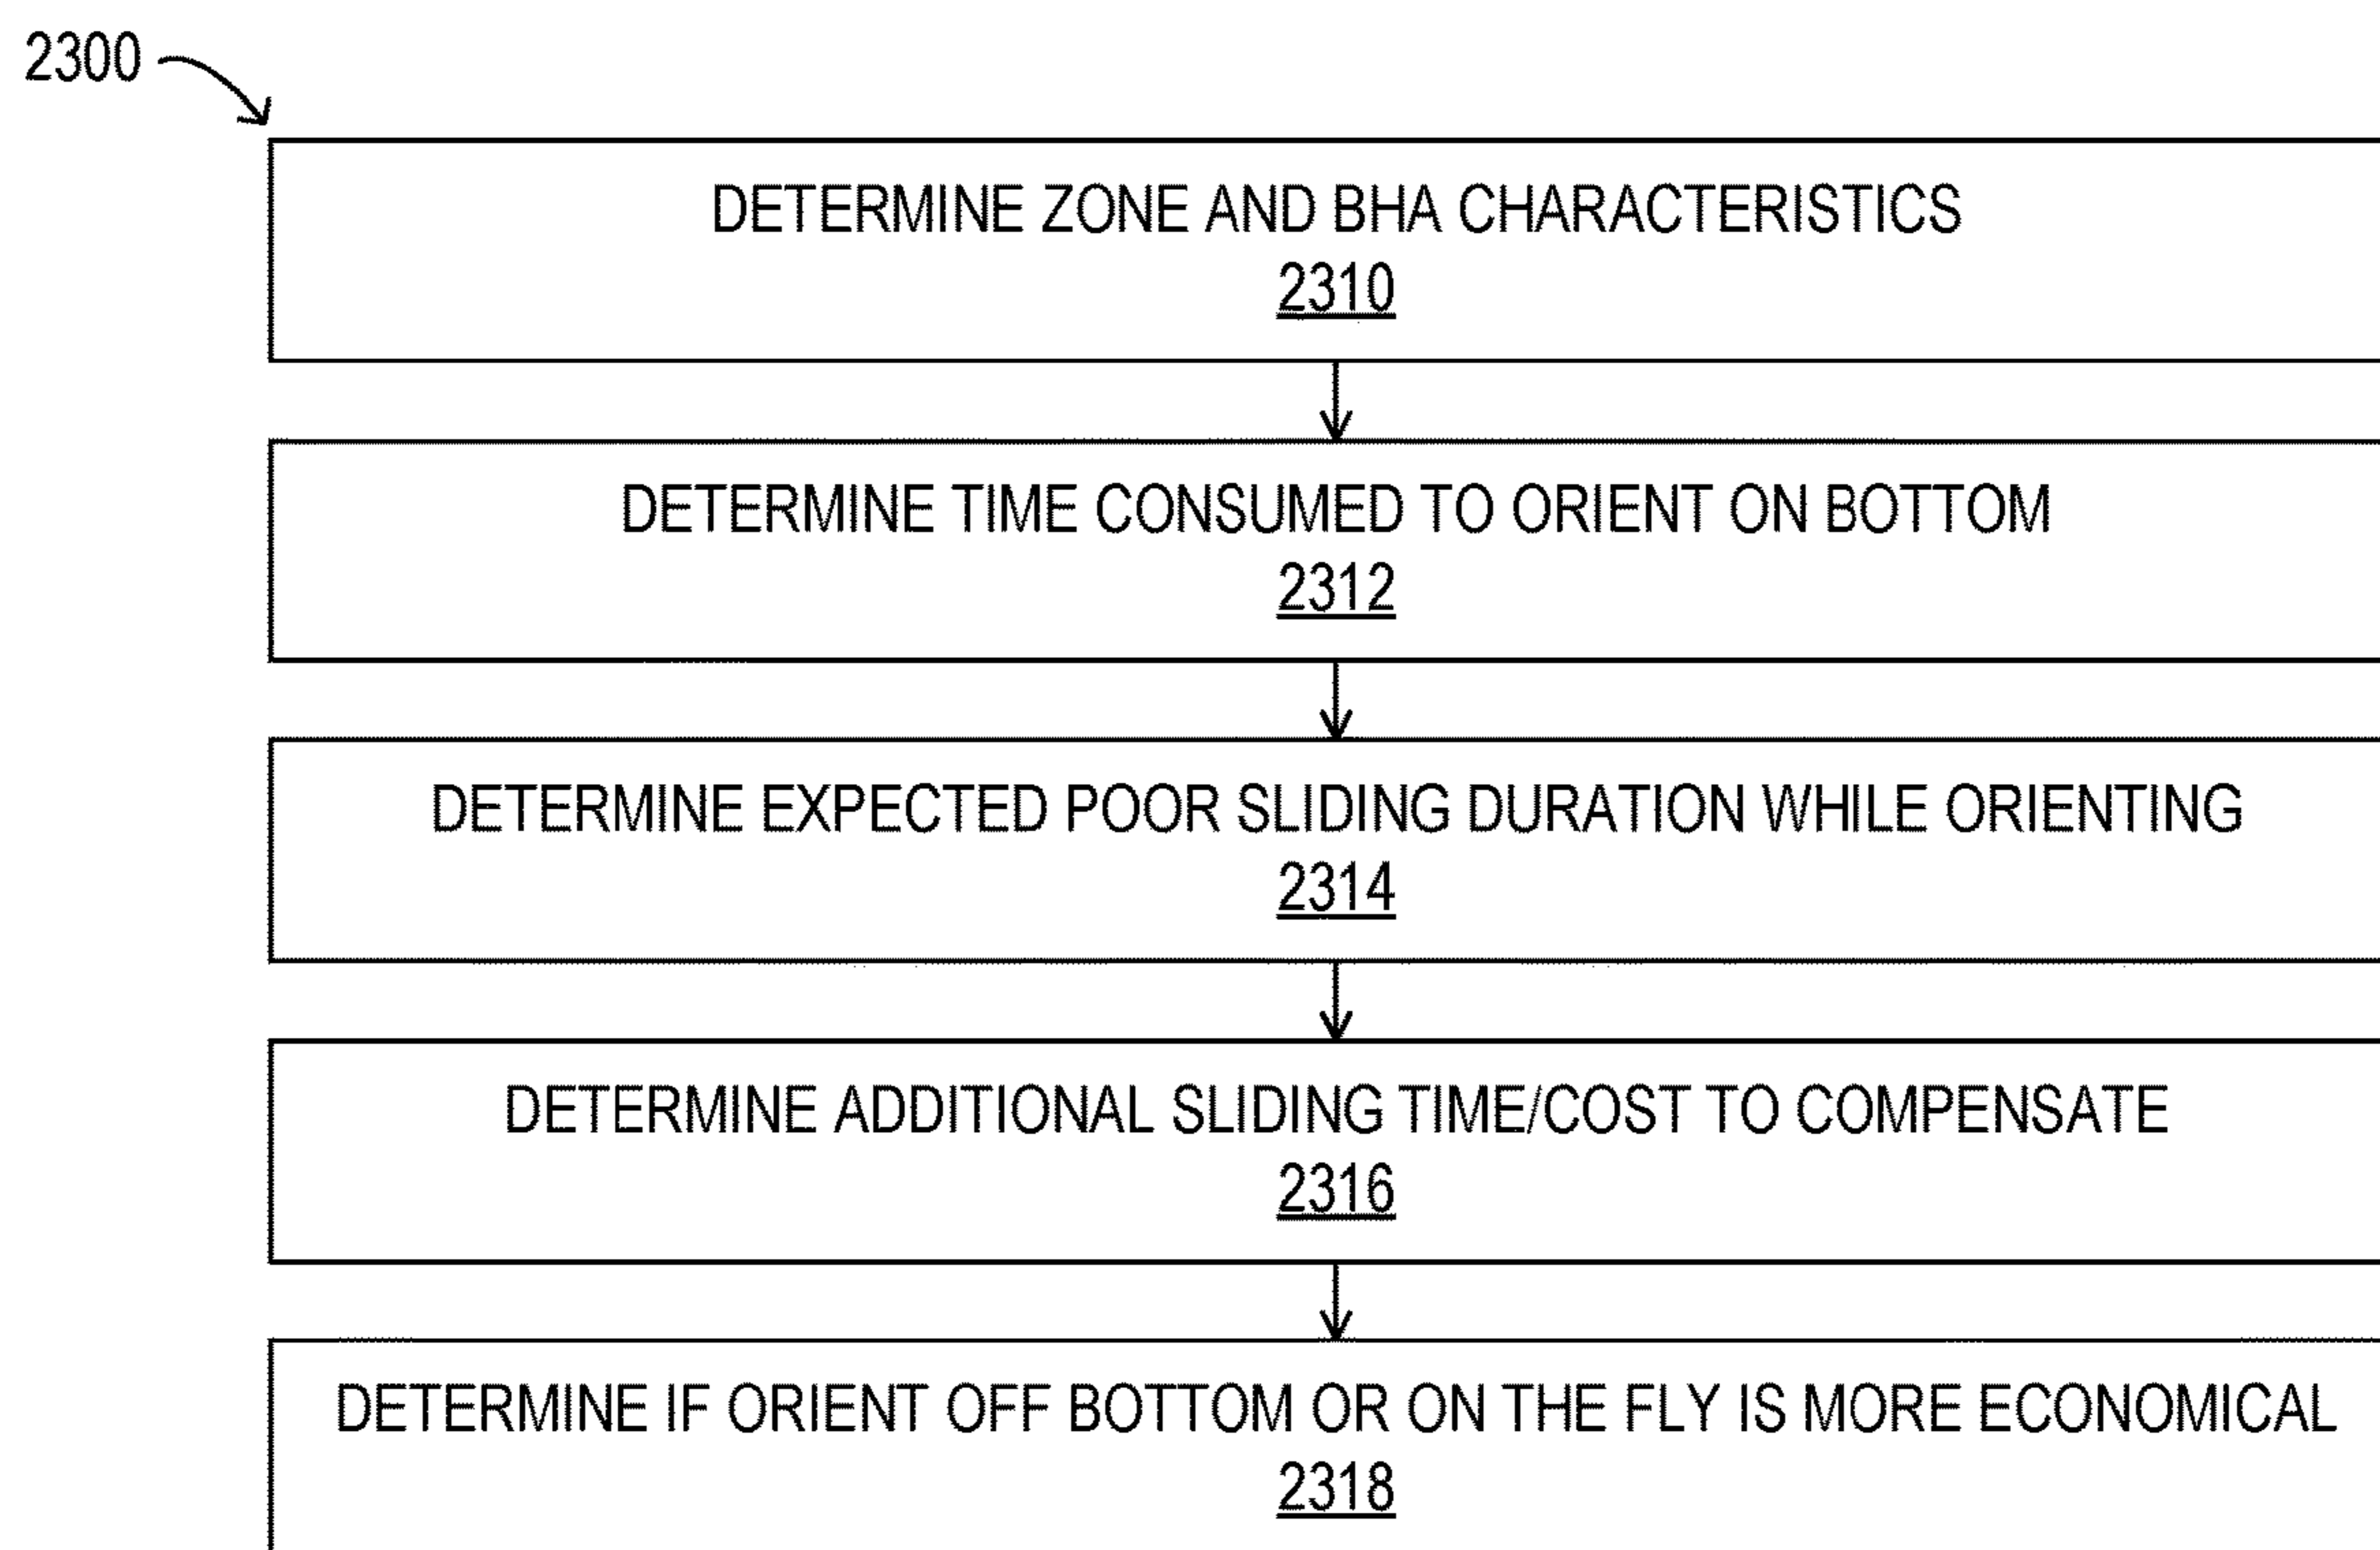 2300
DETERMINE ZONE AND BHA CHARACTERISTICS
2310
DETERMINE TIME CONSUMED TO ORIENT ON BOTTOM
2312
DETERMINE EXPECTED POOR SLIDING DURATION WHILE ORIENTING
2314
DETERMINE ADDITIONAL SLIDING TIME/COST TO COMPENSATE
2316
DETERMINE IF ORIENT OFF BOTTOM OR ON THE FLY IS MORE ECONOMICAL
2318